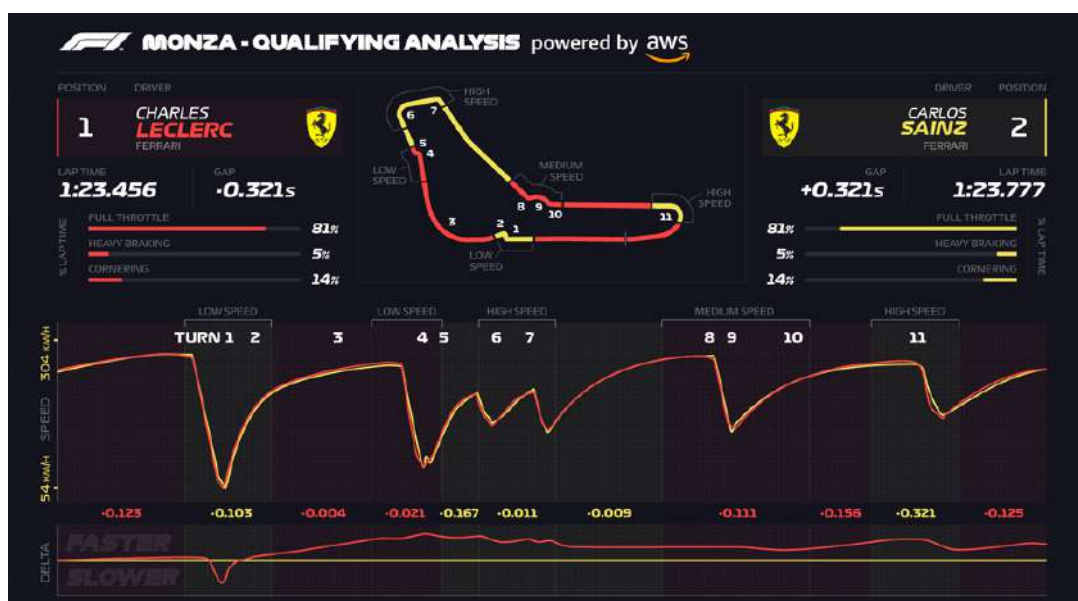 F1 MONZA - QUALIFYING ANALYSIS powered by aws
POSITION DRIVER
1 CHARLES
LECLERC
FERRARI
LAP TIME GAP
1:23.456 -0.321s
% LAP TIME
FULL THROTTLE 81%
HEAVY BRAKING 5%
CORNERING 14%
HIGH
SPEED
6 7
5
4
LOW
SPEED
MEDIUM
SPEED
8 9 10
HIGH
SPEED
11
3
2 1
LOW
SPEED
DRIVER POSITION
CARLOS
SAINZ 2
FERRARI
GAP LAP TIME
+0.321s 1:23.777
FULL THROTTLE
81%
HEAVY BRAKING
5%
CORNERING
14%
% LAP TIME
LOW SPEED LOW SPEED HIGH SPEED MEDIUM SPEED HIGH SPEED
TURN 1 2 3 4 5 6 7 8 9 10 11
304 KM/H
SPEED
54 KM/H
-0.123 -0.103 -0.004 -0.021 -0.167 -0.011 -0.009 -0.111 -0.156 -0.321 -0.125
DELTA
FASTER
SLOWER